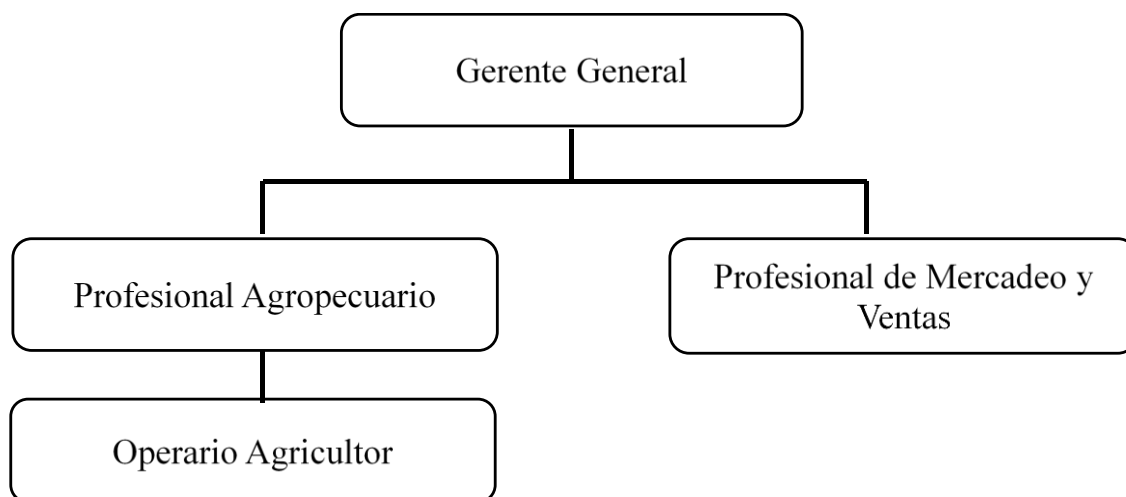 Gerente General
Profesional Agropecuario
Profesional de Mercadeo y
Ventas
Operario Agricultor